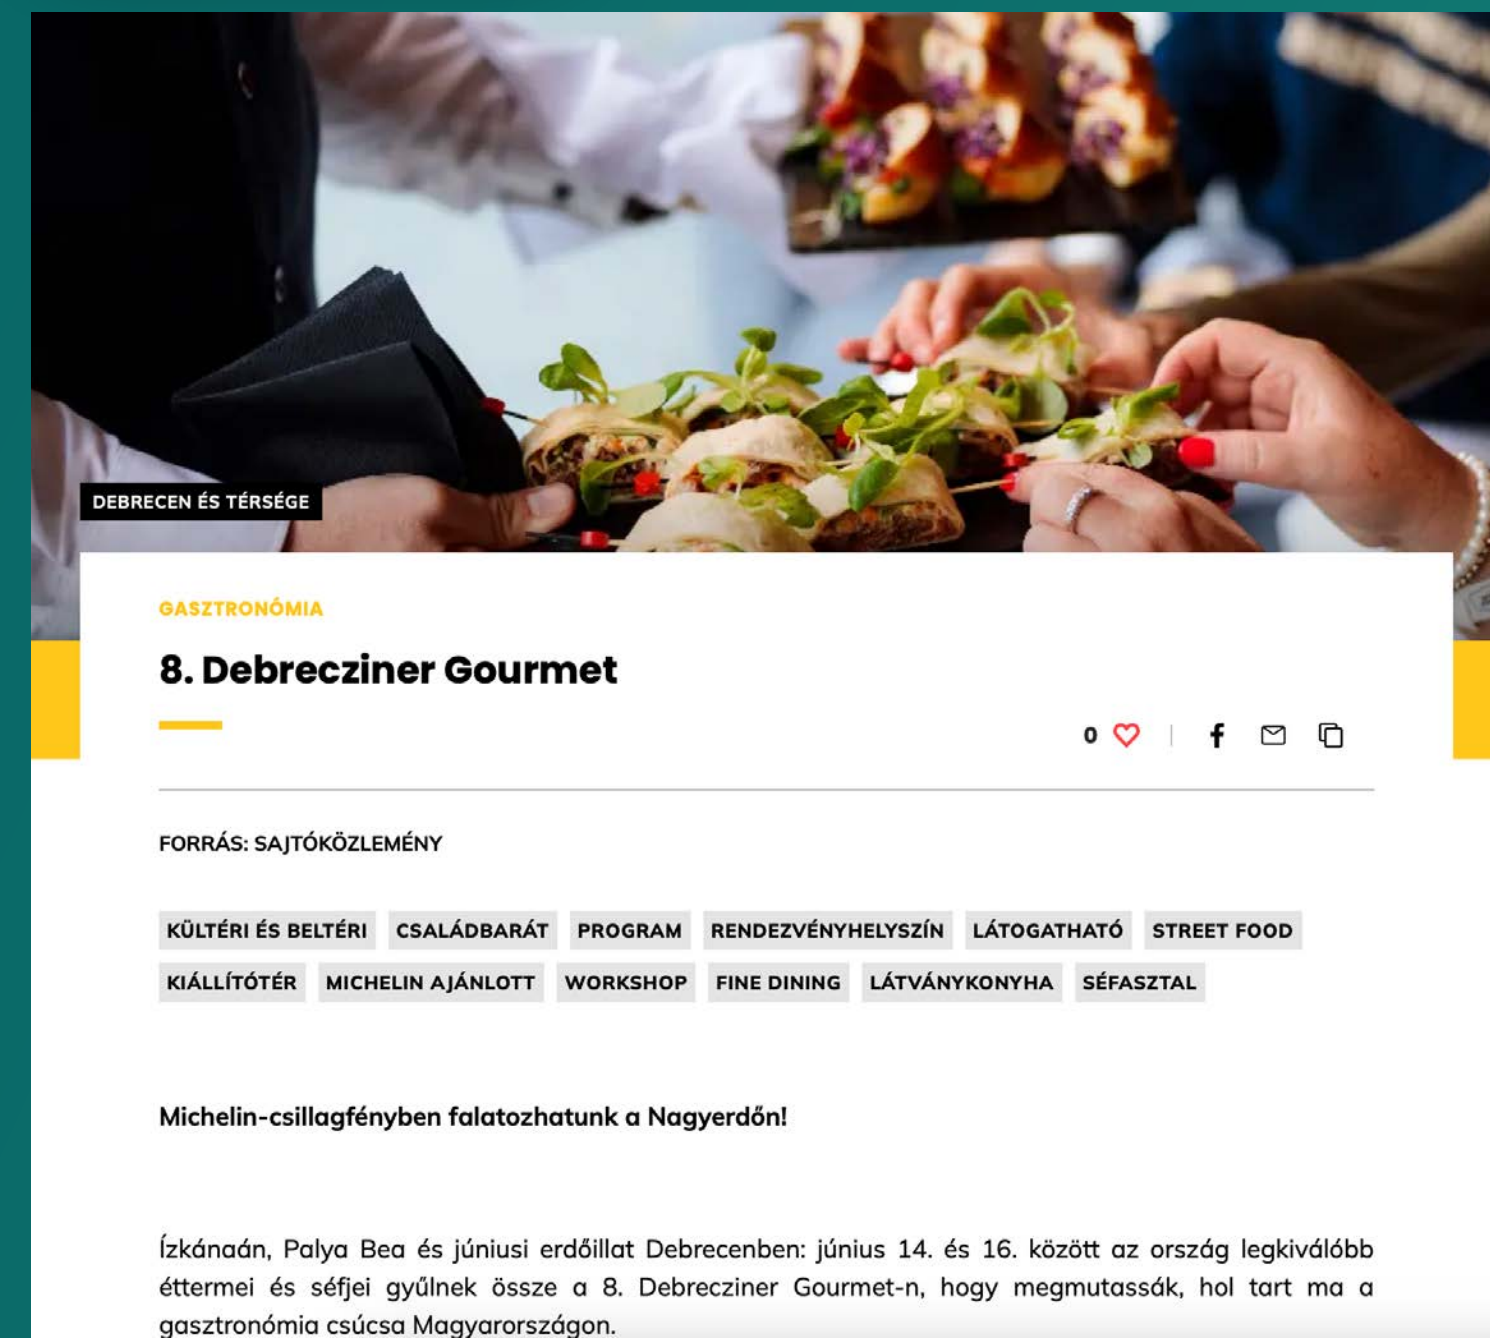 DEBRECEN ÉS TÉRSÉGE
GASZTRONÓMIA
8. Debrecziner Gourmet
0
FORRÁS: SAJTÓKÖZLEMÉNY
KÜLTÉRI ÉS BELTÉRI CSALÁDBARÁT PROGRAM RENDEZVÉNYHELYSZÍN LÁTOGATHATÓ STREET FOOD
KIÁLLÍTÓTÉR MICHELIN AJÁNLOTT WORKSHOP FINE DINING LÁTVÁNYKONYHA SÉFASZTAL
Michelin-csillagfényben falatozhatunk a Nagyerdőn!
Ízkánaán, Palya Bea és júniusi erdőillat Debrecenben: június 14. és 16. között az ország legkiválóbb
éttermei és séfjei gyűlnek össze a 8. Debrecziner Gourmet-n, hogy megmutassák, hol tart ma a
gasztronómia csúcsa Magyarországon.